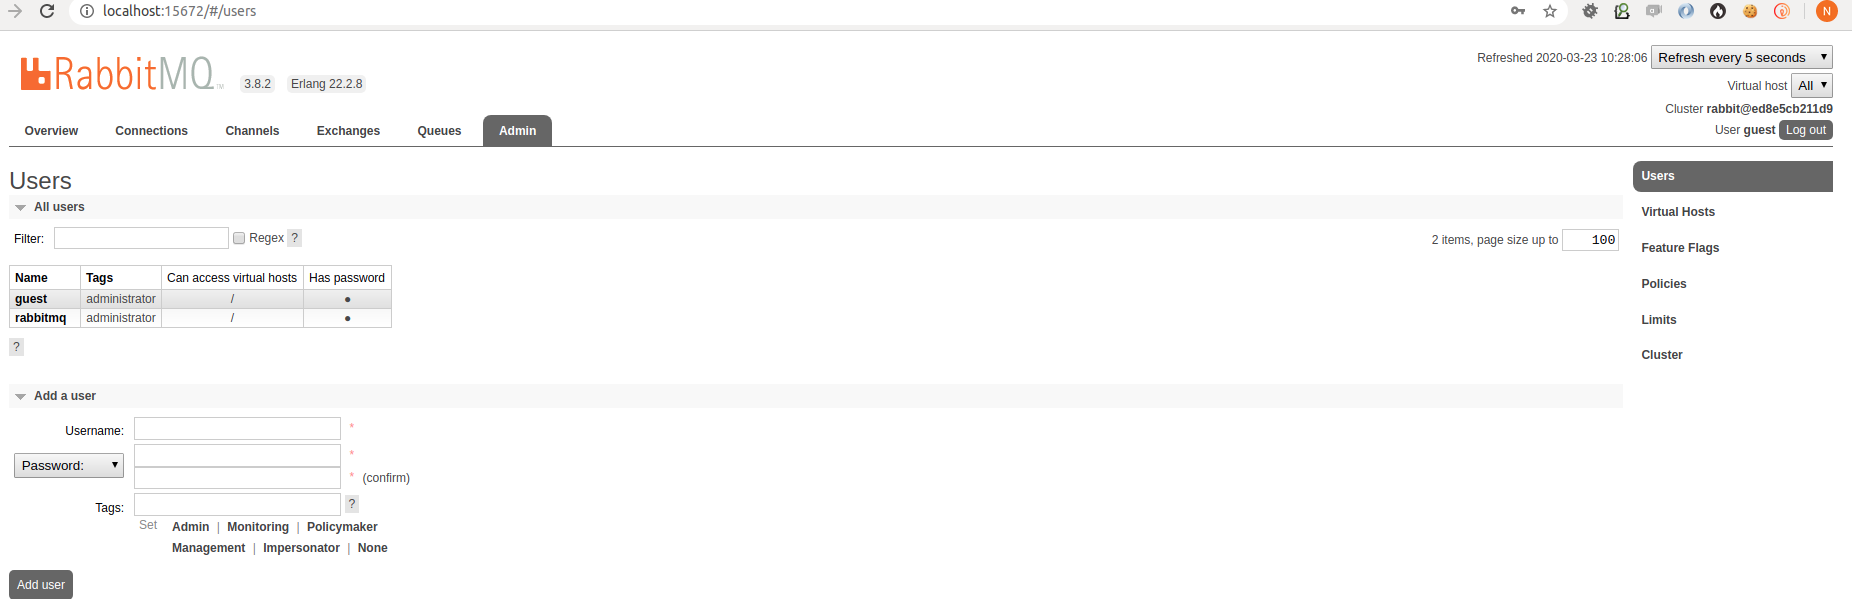 localhost:15672/#/users
N
RabbitMQ TM 3.8.2 Erlang 22.2.8
Refreshed 2020-03-23 10:28:06 Refresh every 5 seconds
Virtual host All
Cluster rabbit@ed8e5cb211d9
User guest Log out
Overview Connections Channels Exchanges Queues Admin
Users
All users
Filter: Regex ? 2 items, page size up to 100
Name Tags Can access virtual hosts Has password
guest administrator / ●
rabbitmq administrator / ●
?
Add a user
Username: *
Password: *
* (confirm)
Tags: ?
Set Admin | Monitoring | Policymaker
Management | Impersonator | None
Add user
Users
Virtual Hosts
Feature Flags
Policies
Limits
Cluster